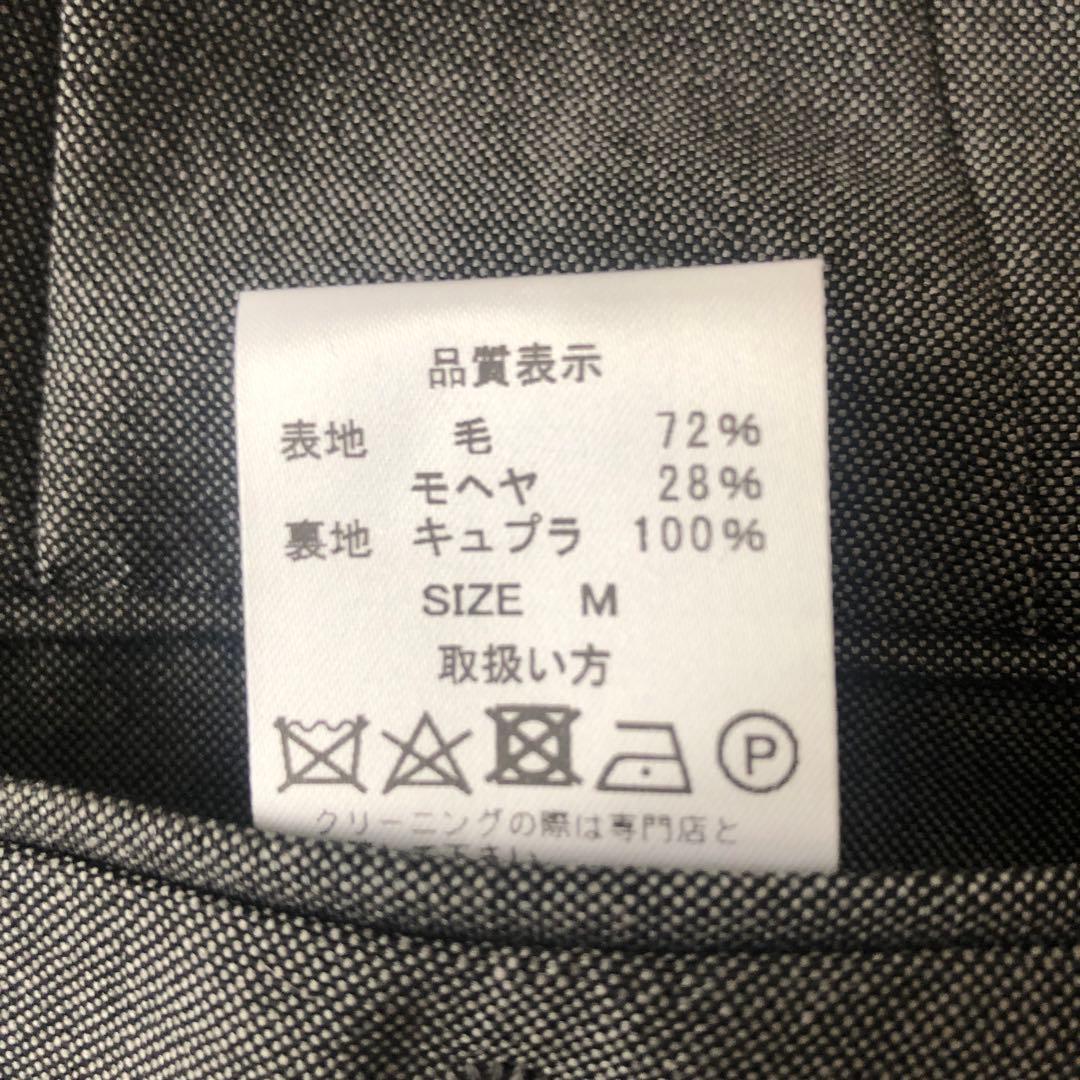 品質表示
表地 毛 72%
モヘヤ 28%
裏地 キュプラ 100%
SIZE M
取扱い方
P
クリーニングの際は専門店と